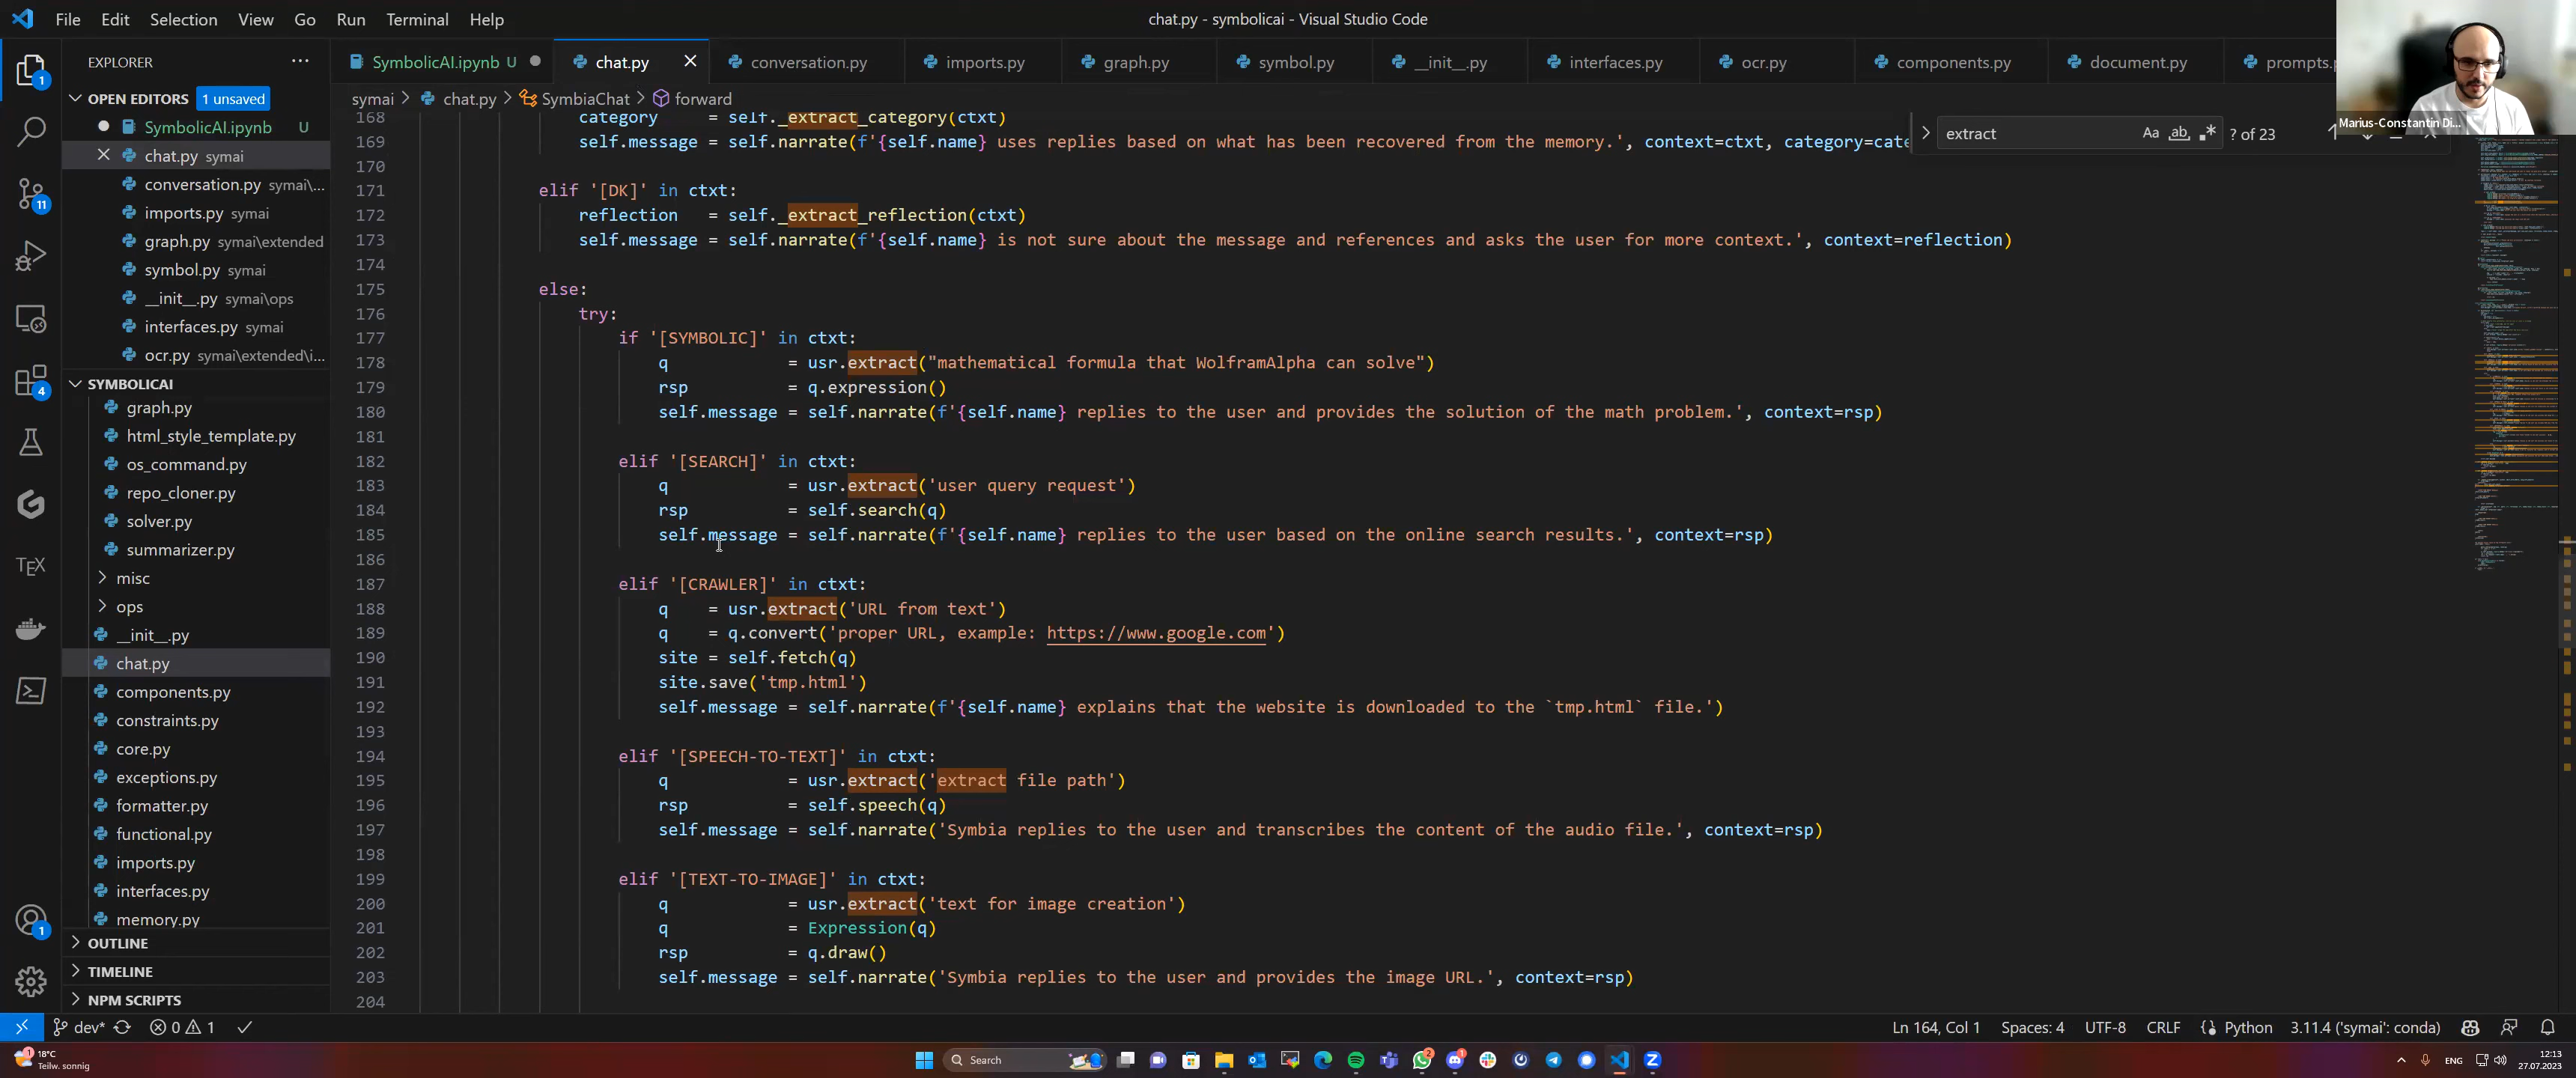 File Edit Selection View Go Run Terminal Help
chat.py - symbolicai - Visual Studio Code
EXPLORER
SymbolicAI.ipynb U
chat.py
conversation.py
imports.py
graph.py
symbol.py
__init__.py
interfaces.py
ocr.py
components.py
document.py
prompts.p
Marius-Constantin Di...
OPEN EDITORS 1 unsaved
SymbolicAI.ipynb U
chat.py symai
conversation.py symai\...
imports.py symai
graph.py symai\extended
symbol.py symai
__init__.py symai\ops
interfaces.py symai
ocr.py symai\extended\i...
SYMBOLICAI
graph.py
html_style_template.py
os_command.py
repo_cloner.py
solver.py
summarizer.py
misc
ops
__init__.py
chat.py
components.py
constraints.py
core.py
exceptions.py
formatter.py
functional.py
imports.py
interfaces.py
memory.py
OUTLINE
TIMELINE
NPM SCRIPTS
1
11
4
TEX
1
symai > chat.py > SymbiaChat > forward
extract Aa ab .* ? of 23
168 category = self._extract_category(ctxt)
169 self.message = self.narrate(f'{self.name} uses replies based on what has been recovered from the memory.', context=ctxt, category=cate
170
171 elif '[DK]' in ctxt:
172 reflection = self._extract_reflection(ctxt)
173 self.message = self.narrate(f'{self.name} is not sure about the message and references and asks the user for more context.', context=reflection)
174
175 else:
176 try:
177 if '[SYMBOLIC]' in ctxt:
178 q = usr.extract("mathematical formula that WolframAlpha can solve")
179 rsp = q.expression()
180 self.message = self.narrate(f'{self.name} replies to the user and provides the solution of the math problem.', context=rsp)
181
182 elif '[SEARCH]' in ctxt:
183 q = usr.extract('user query request')
184 rsp = self.search(q)
185 self.message = self.narrate(f'{self.name} replies to the user based on the online search results.', context=rsp)
186
187 elif '[CRAWLER]' in ctxt:
188 q = usr.extract('URL from text')
189 q = q.convert('proper URL, example: https://www.google.com')
190 site = self.fetch(q)
191 site.save('tmp.html')
192 self.message = self.narrate(f'{self.name} explains that the website is downloaded to the `tmp.html` file.')
193
194 elif '[SPEECH-TO-TEXT]' in ctxt:
195 q = usr.extract('extract file path')
196 rsp = self.speech(q)
197 self.message = self.narrate('Symbia replies to the user and transcribes the content of the audio file.', context=rsp)
198
199 elif '[TEXT-TO-IMAGE]' in ctxt:
200 q = usr.extract('text for image creation')
201 q = Expression(q)
202 rsp = q.draw()
203 self.message = self.narrate('Symbia replies to the user and provides the image URL.', context=rsp)
204
dev* 0 1
Ln 164, Col 1 Spaces: 4 UTF-8 CRLF Python 3.11.4 ('symai': conda)
1
18°C
Teilw. sonnig
Search
2
1
ENG
12:13
27.07.2023